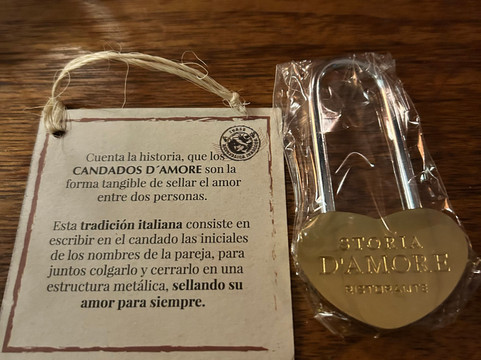 Cuenta la historia, que los
CANDADOS D´AMORE son la
forma tangible de sellar el amor
entre dos personas.
Esta tradición italiana consiste en
escribir en el candado las iniciales
de los nombres de la pareja, para
juntos colgarlo y cerrarlo en una
estructura metálica, sellando su
amor para siempre.
STORIA
D'AMORE
RISTORANTE